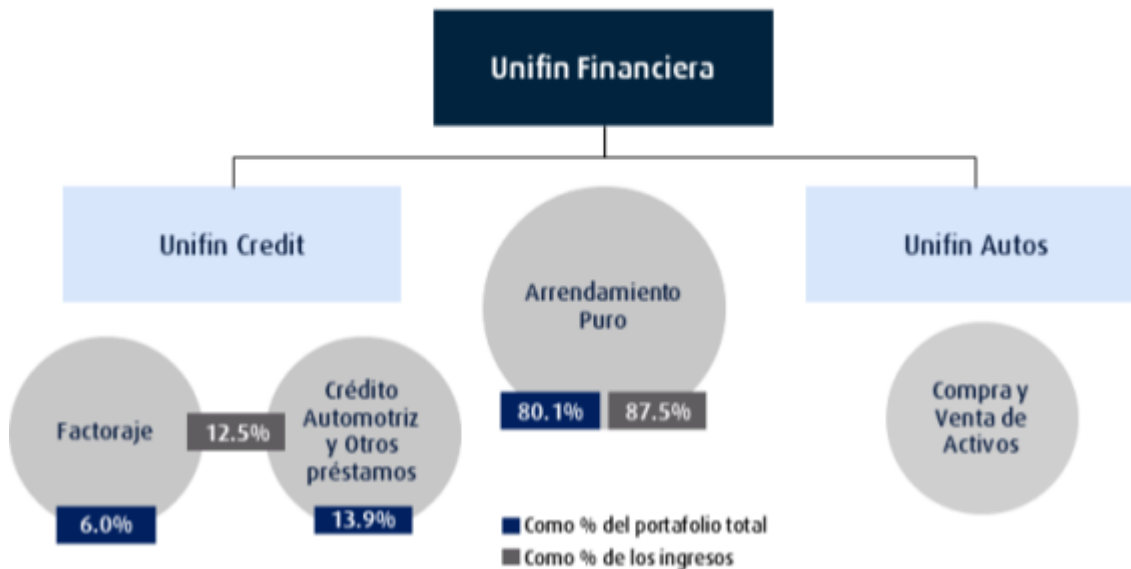 Unifin Financiera
Unifin Credit
Unifin Autos
Arrendamiento
Puro
80.1%
87.5%
Factoraje
12.5%
Crédito
Automotriz
y Otros
préstamos
6.0%
13.9%
Compra y
Venta de
Activos
Como % del portafolio total
Como % de los ingresos